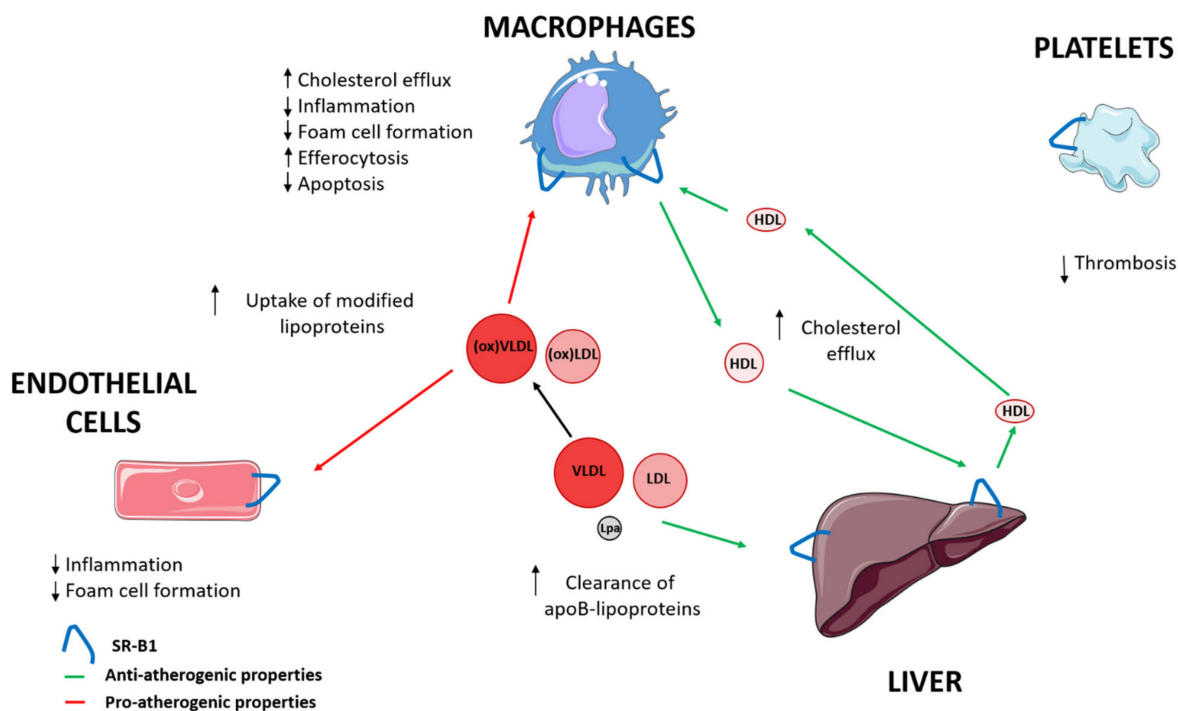 MACROPHAGES
PLATELETS
↑ Cholesterol efflux
↓ Inflammation
↓ Foam cell formation
↑ Efferocytosis
↓ Apoptosis
HDL
↓ Thrombosis
↑ Uptake of modified
lipoproteins
↑ Cholesterol
efflux
(ox)VLDL
(ox)LDL
HDL
ENDOTHELIAL
CELLS
HDL
VLDL
LDL
Lpa
↑ Clearance of
apoB-lipoproteins
↓ Inflammation
↓ Foam cell formation
SR-B1
Anti-atherogenic properties
Pro-atherogenic properties
LIVER